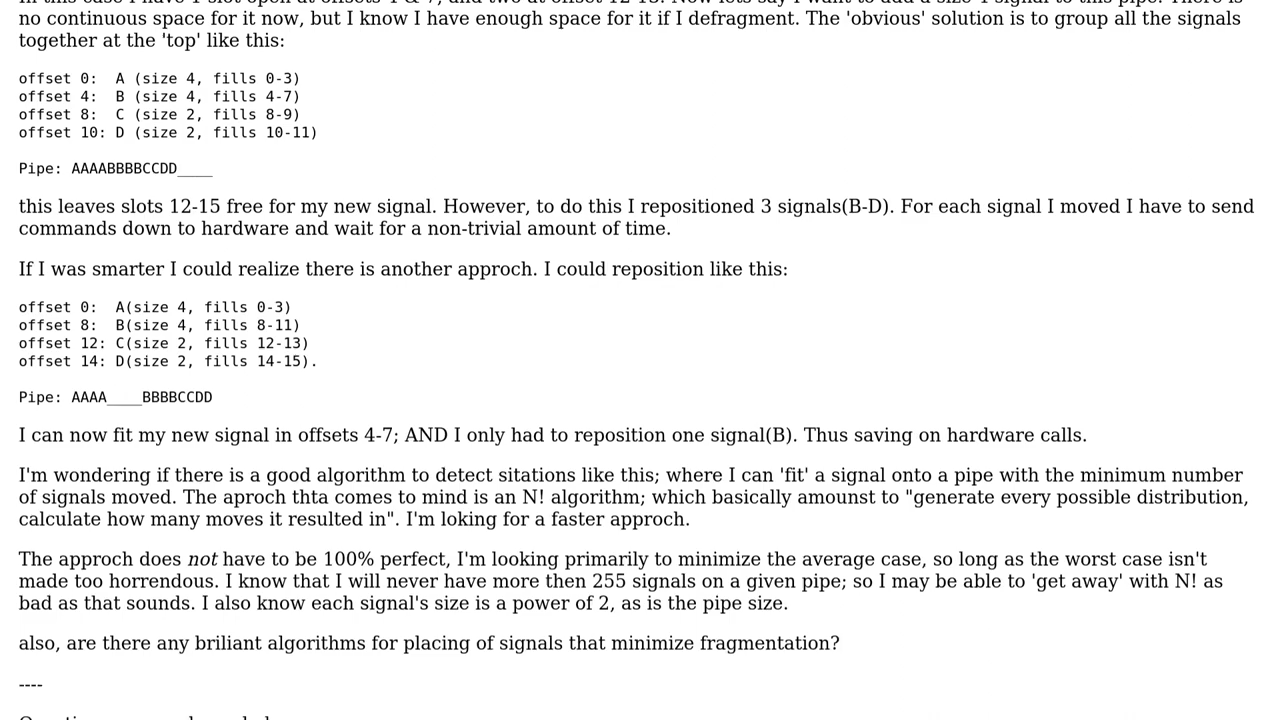 no continuous space for it now, but I know I have enough space for it if I defragment. The 'obvious' solution is to group all the signals
together at the 'top' like this:
offset 0:  A (size 4, fills 0-3)
offset 4:  B (size 4, fills 4-7)
offset 8:  C (size 2, fills 8-9)
offset 10: D (size 2, fills 10-11)
Pipe: AAAABBBBCCDD____
this leaves slots 12-15 free for my new signal. However, to do this I repositioned 3 signals(B-D). For each signal I moved I have to send
commands down to hardware and wait for a non-trivial amount of time.
If I was smarter I could realize there is another approch. I could reposition like this:
offset 0:  A(size 4, fills 0-3)
offset 8:  B(size 4, fills 8-11)
offset 12: C(size 2, fills 12-13)
offset 14: D(size 2, fills 14-15).
Pipe: AAAA____BBBBCCDD
I can now fit my new signal in offsets 4-7; AND I only had to reposition one signal(B). Thus saving on hardware calls.
I'm wondering if there is a good algorithm to detect sitations like this; where I can 'fit' a signal onto a pipe with the minimum number
of signals moved. The aproch thta comes to mind is an N! algorithm; which basically amounst to "generate every possible distribution,
calculate how many moves it resulted in". I'm loking for a faster approch.
The approch does not have to be 100% perfect, I'm looking primarily to minimize the average case, so long as the worst case isn't
made too horrendous. I know that I will never have more then 255 signals on a given pipe; so I may be able to 'get away' with N! as
bad as that sounds. I also know each signal's size is a power of 2, as is the pipe size.
also, are there any briliant algorithms for placing of signals that minimize fragmentation?
----